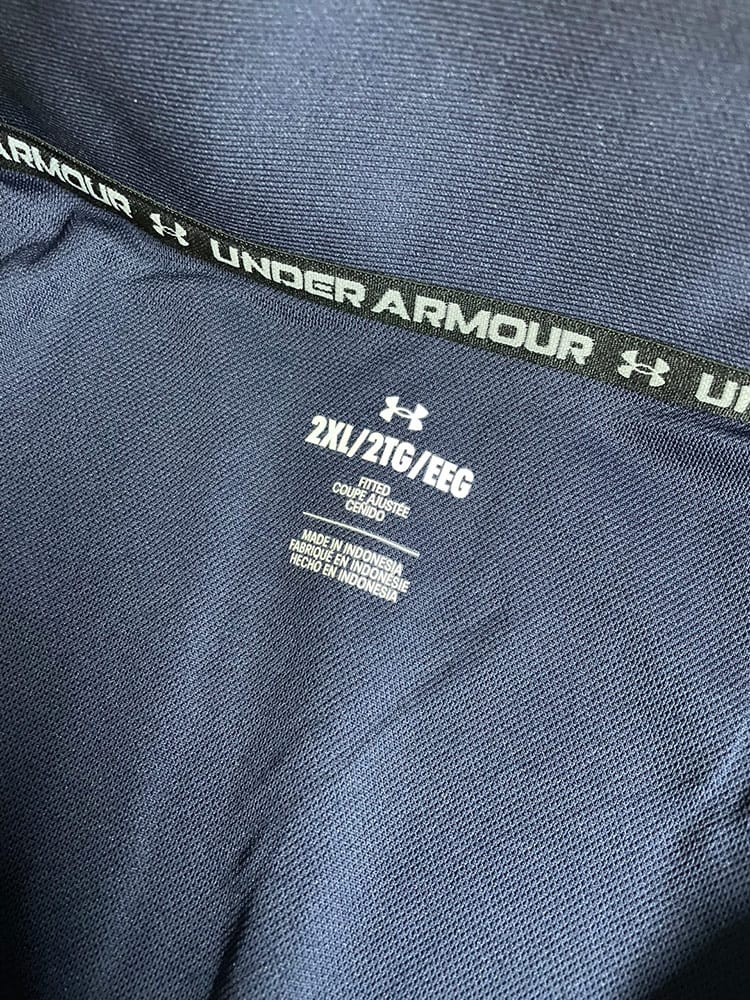 ARMOUR UNDER ARMOUR
2XL/2TG/EEG
FITTED
COUPE AJUSTÉE
CEÑIDO
MADE IN INDONESIA
FABRIQUÉ EN INDONÉSIE
HECHO EN INDONESIA